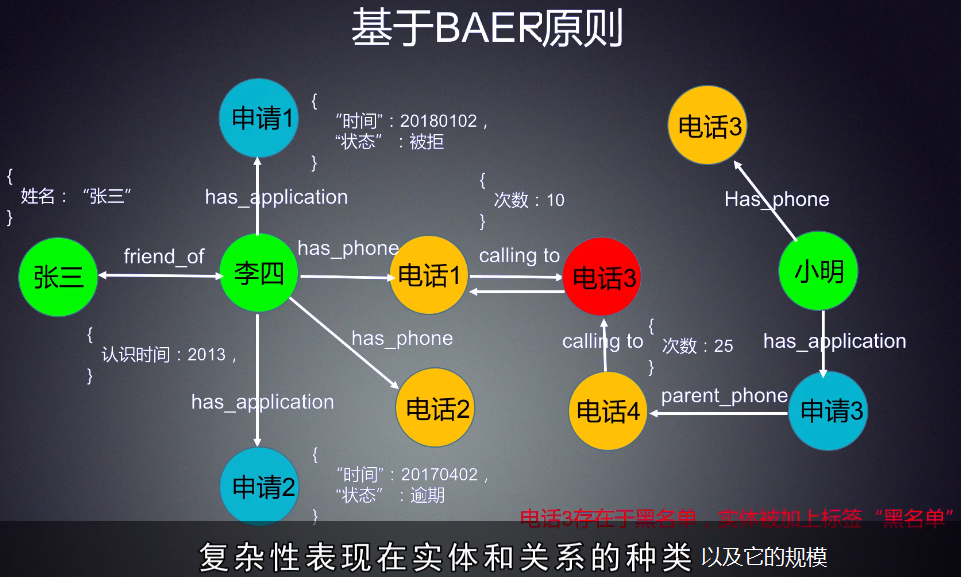 基于BAER原则
申请1
{
"时间":20180102,
"状态":被拒
}
电话3
{
姓名:"张三"
}
has_application
{
次数:10
}
Has_phone
friend_of
has_phone
calling to
张三
李四
电话1
电话3
小明
{
认识时间:2013,
}
has_phone
calling to
{
次数:25
}
has_application
has_application
电话2
电话4
parent_phone
申请3
申请2
{
"时间":20170402,
"状态":逾期
}
电话3存在于黑名单,实体被加上标签“黑名单”
复杂性表现在实体和关系的种类 以及它的规模